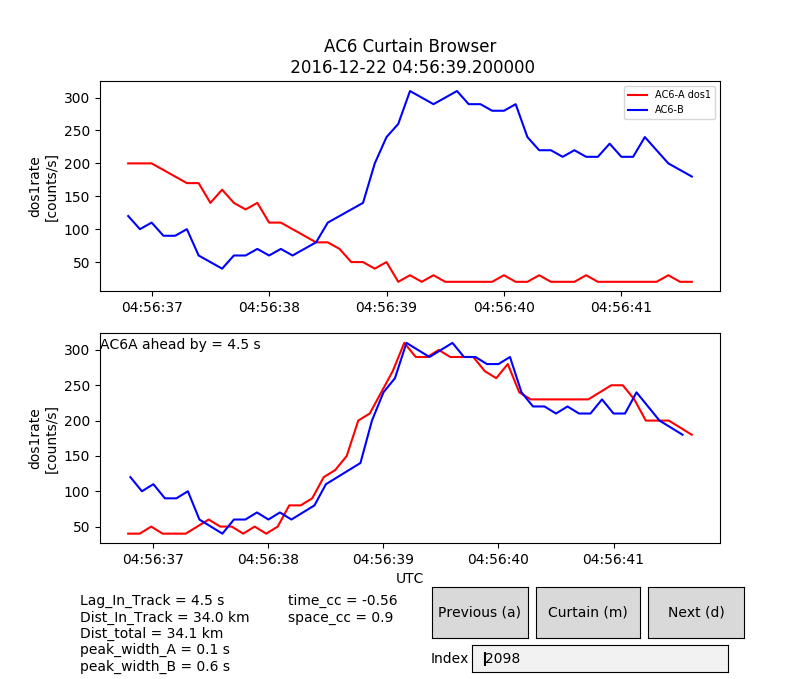 AC6 Curtain Browser
2016-12-22 04:56:39.200000
dos1rate
[counts/s]
300
250
200
150
100
50
AC6-A dos1
AC6-B
04:56:37 04:56:38 04:56:39 04:56:40 04:56:41
AC6A ahead by = 4.5 s
dos1rate
[counts/s]
300
250
200
150
100
50
04:56:37 04:56:38 04:56:39 04:56:40 04:56:41
UTC
Lag_In_Track = 4.5 s
Dist_In_Track = 34.0 km
Dist_total = 34.1 km
peak_width_A = 0.1 s
peak_width_B = 0.6 s
time_cc = -0.56
space_cc = 0.9
Previous (a)
Curtain (m)
Next (d)
Index 2098